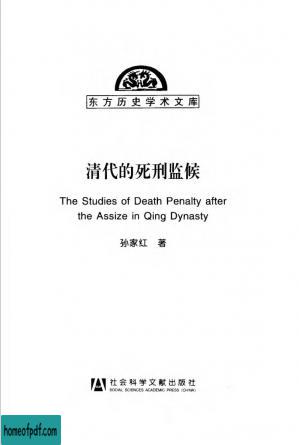 东方历史学术文库
清代的死刑监候
The Studies of Death Penalty after
the Assize in Qing Dynasty
孙家红 著
社会科学文献出版社
SOCIAL SCIENCES ACADEMIC PRESS (CHINA)
homeofpdf.com